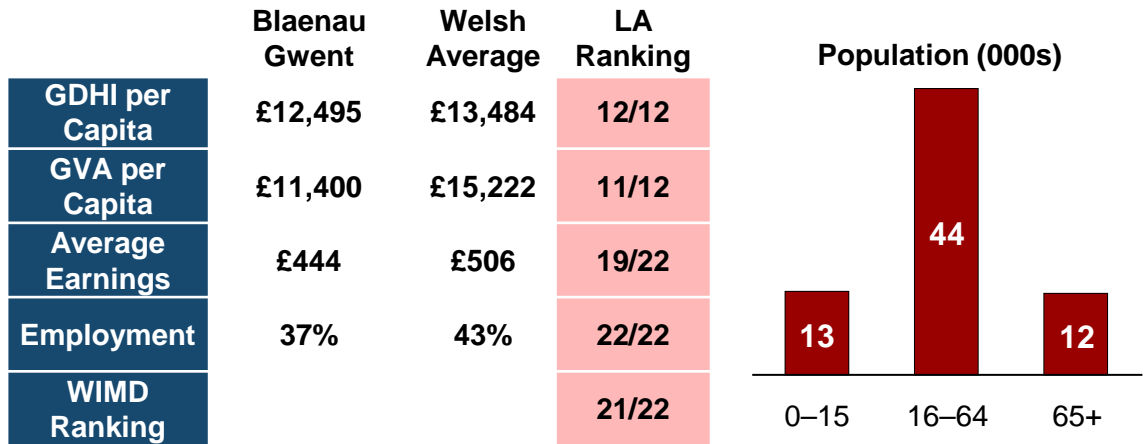 Blaenau Gwent
Welsh Average
LA Ranking
GDHI per Capita
£12,495
£13,484
12/12
GVA per Capita
£11,400
£15,222
11/12
Average Earnings
£444
£506
19/22
Employment
37%
43%
22/22
WIMD Ranking
21/22
Population (000s)
13
44
12
0–15
16–64
65+